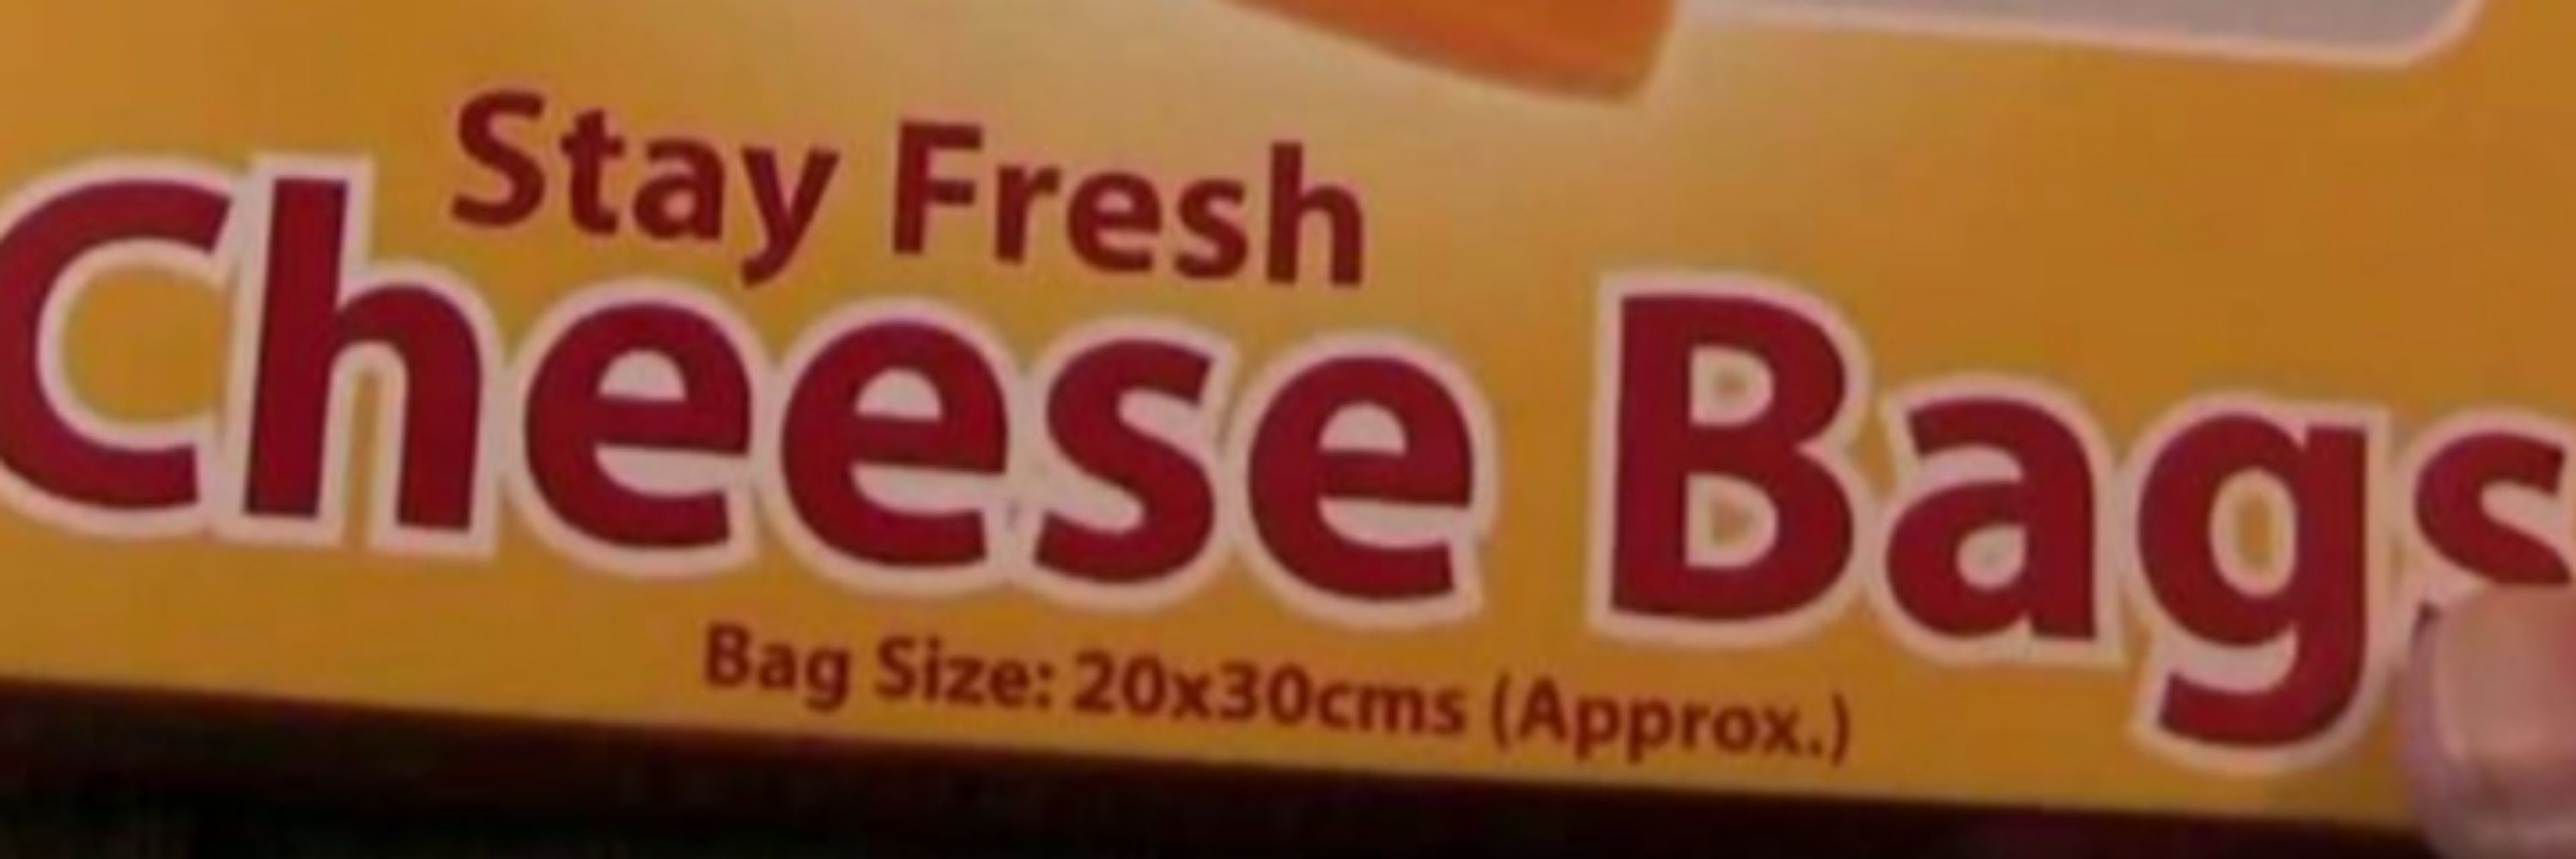 Stay Fresh
Cheese Bags
Bag Size: 20x30cms (Approx.)